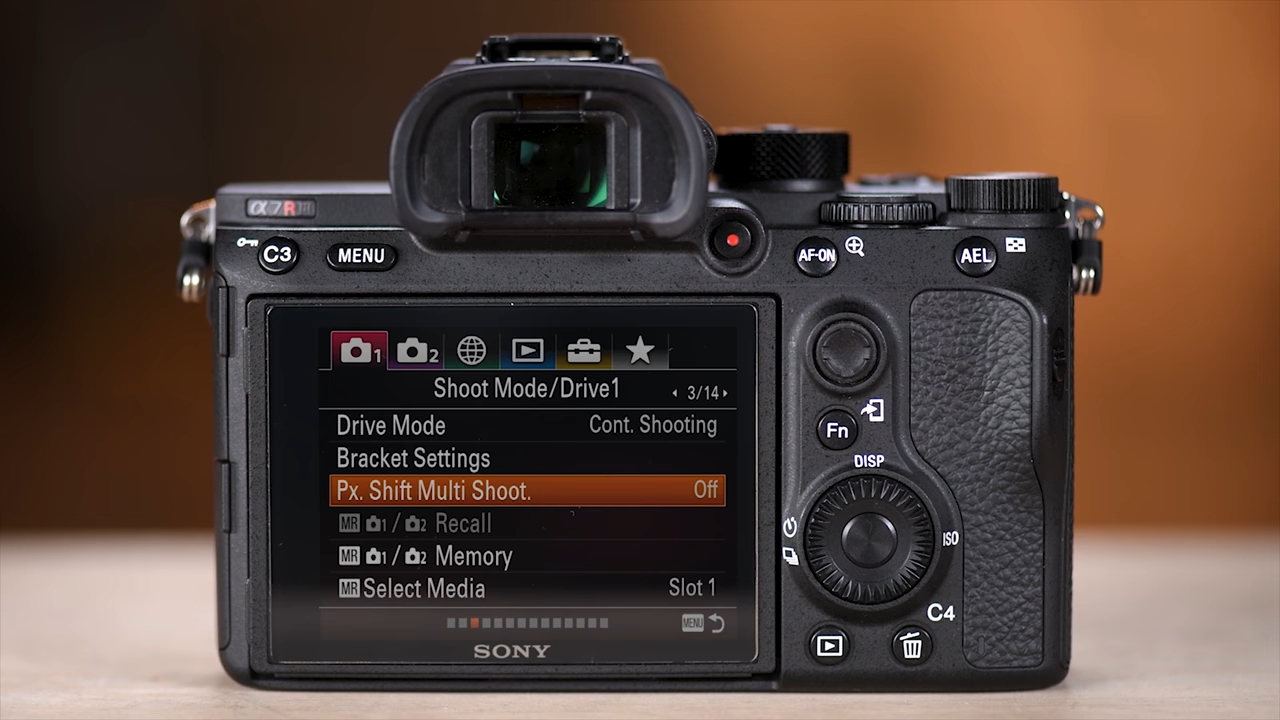 α7RIII
C3
MENU
AF-ON
AEL
1
2
Shoot Mode/Drive1
3/14
Drive Mode Cont. Shooting
Bracket Settings
Px. Shift Multi Shoot. Off
MR 1 / 2 Recall
MR 1 / 2 Memory
MR Select Media Slot 1
MENU
SONY
Fn
DISP
ISO
C4